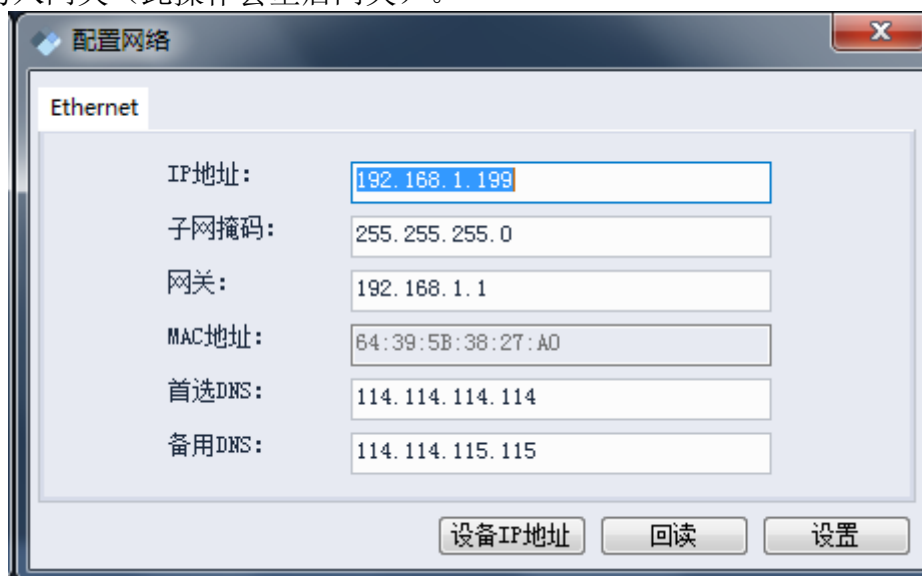 配置网络
Ethernet
IP地址: 192.168.1.199
子网掩码: 255.255.255.0
网关: 192.168.1.1
MAC地址: 64:39:5B:38:27:A0
首选DNS: 114.114.114.114
备用DNS: 114.114.115.115
设备IP地址 回读 设置